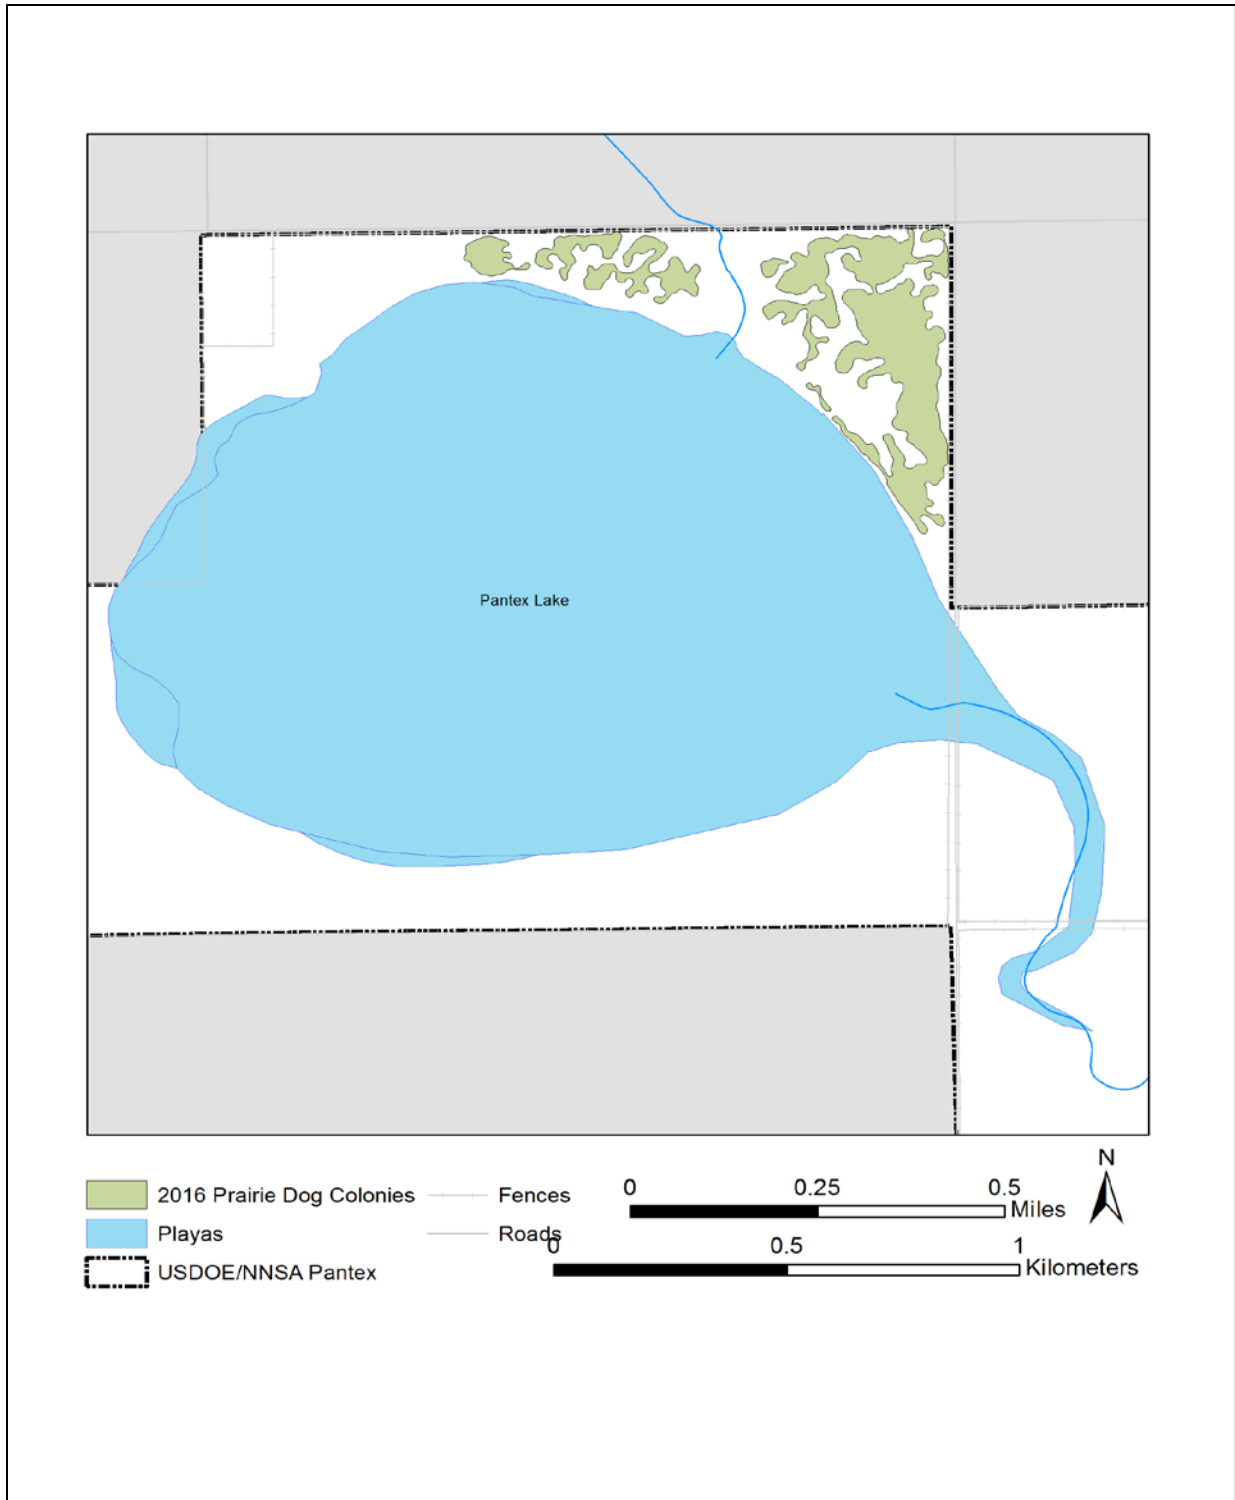 Pantex Lake
N
2016 Prairie Dog Colonies
Fences
0 0.25 0.5
Miles
Playas
Roads
0 0.5 1
Kilometers
USDOE/NNSA Pantex